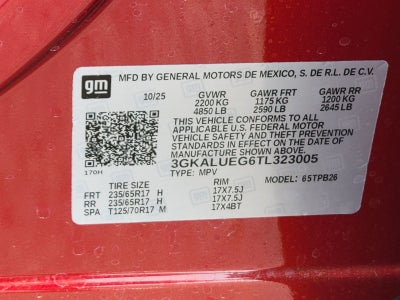 gm
MFD BY GENERAL MOTORS DE MEXICO, S. DE R.L. DE C.V.
10/25 GVWR GAWR FRT GAWR RR
2200 KG 1175 KG 1200 KG
4850 LB 2590 LB 2645 LB
THIS VEHICLE CONFORMS TO ALL
APPLICABLE U.S. FEDERAL MOTOR
VEHICLE SAFETY STANDARDS
IN EFFECT ON THE DATE OF
MANUFACTURE SHOWN ABOVE.
3GKALUEG6TL323005
170H TYPE: MPV MODEL: 65TPB26
TIRE SIZE RIM
FRT 235/65R17 H 17X7.5J
RR 235/65R17 H 17X7.5J
SPA T125/70R17 M 17X4BT